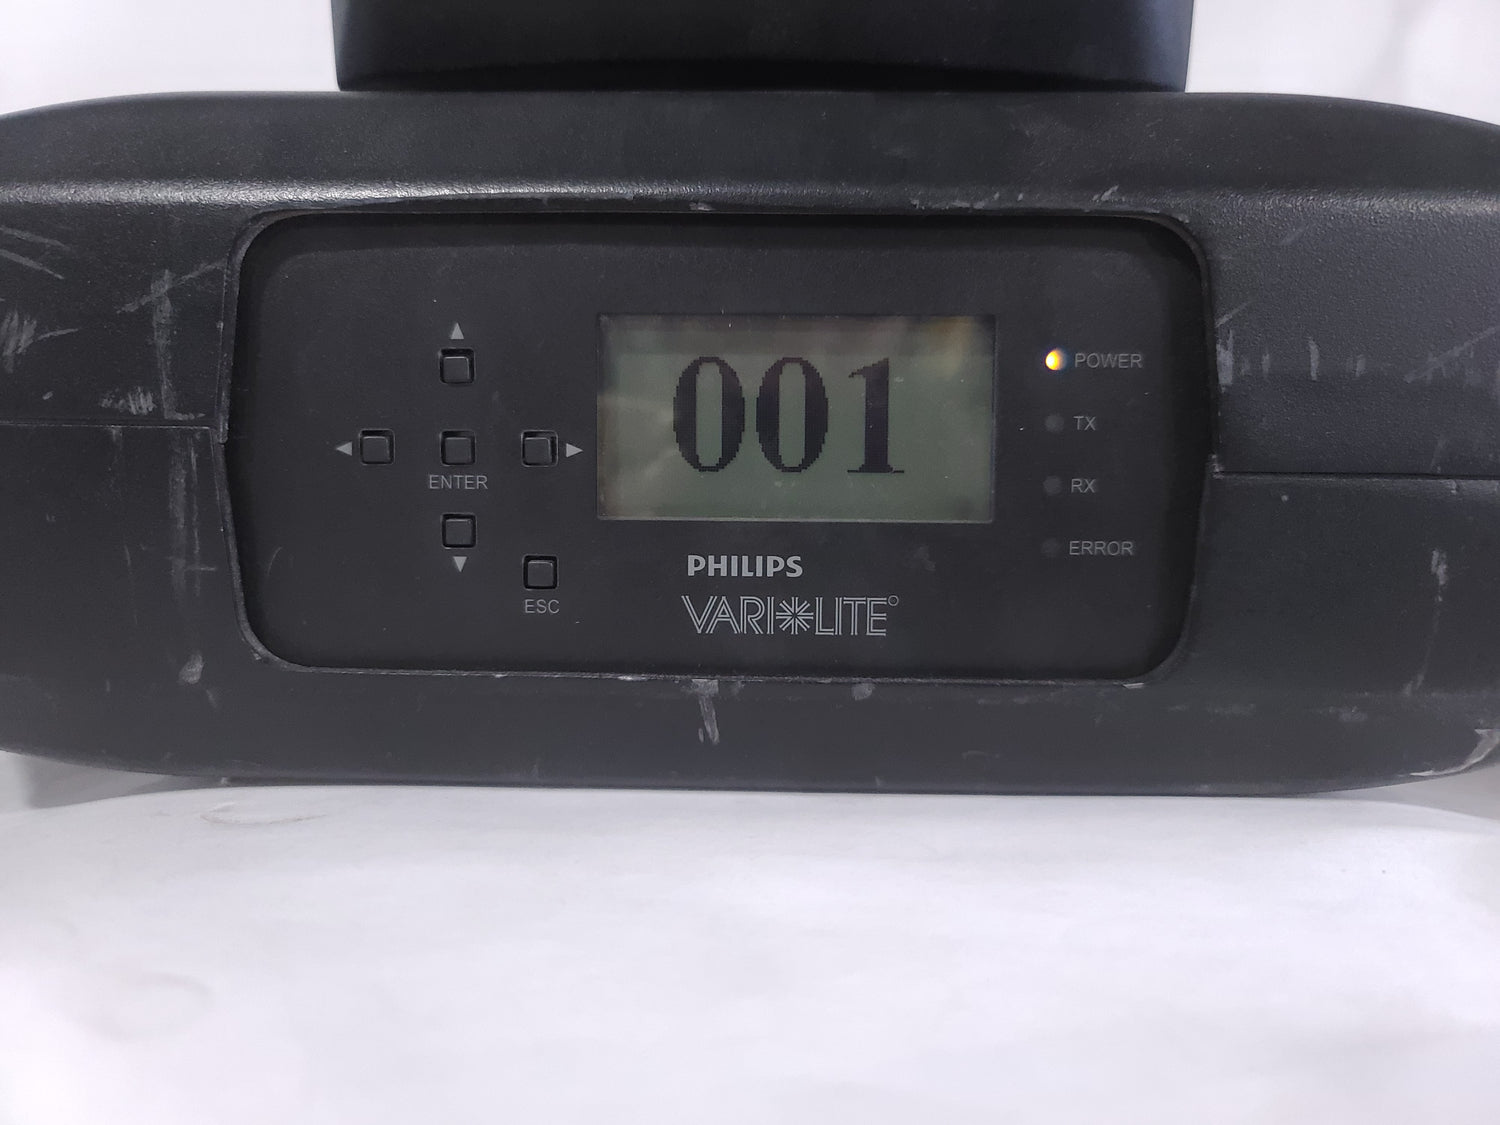 001
POWER
TX
RX
ERROR
ENTER
ESC
PHILIPS
VARI*LITE®